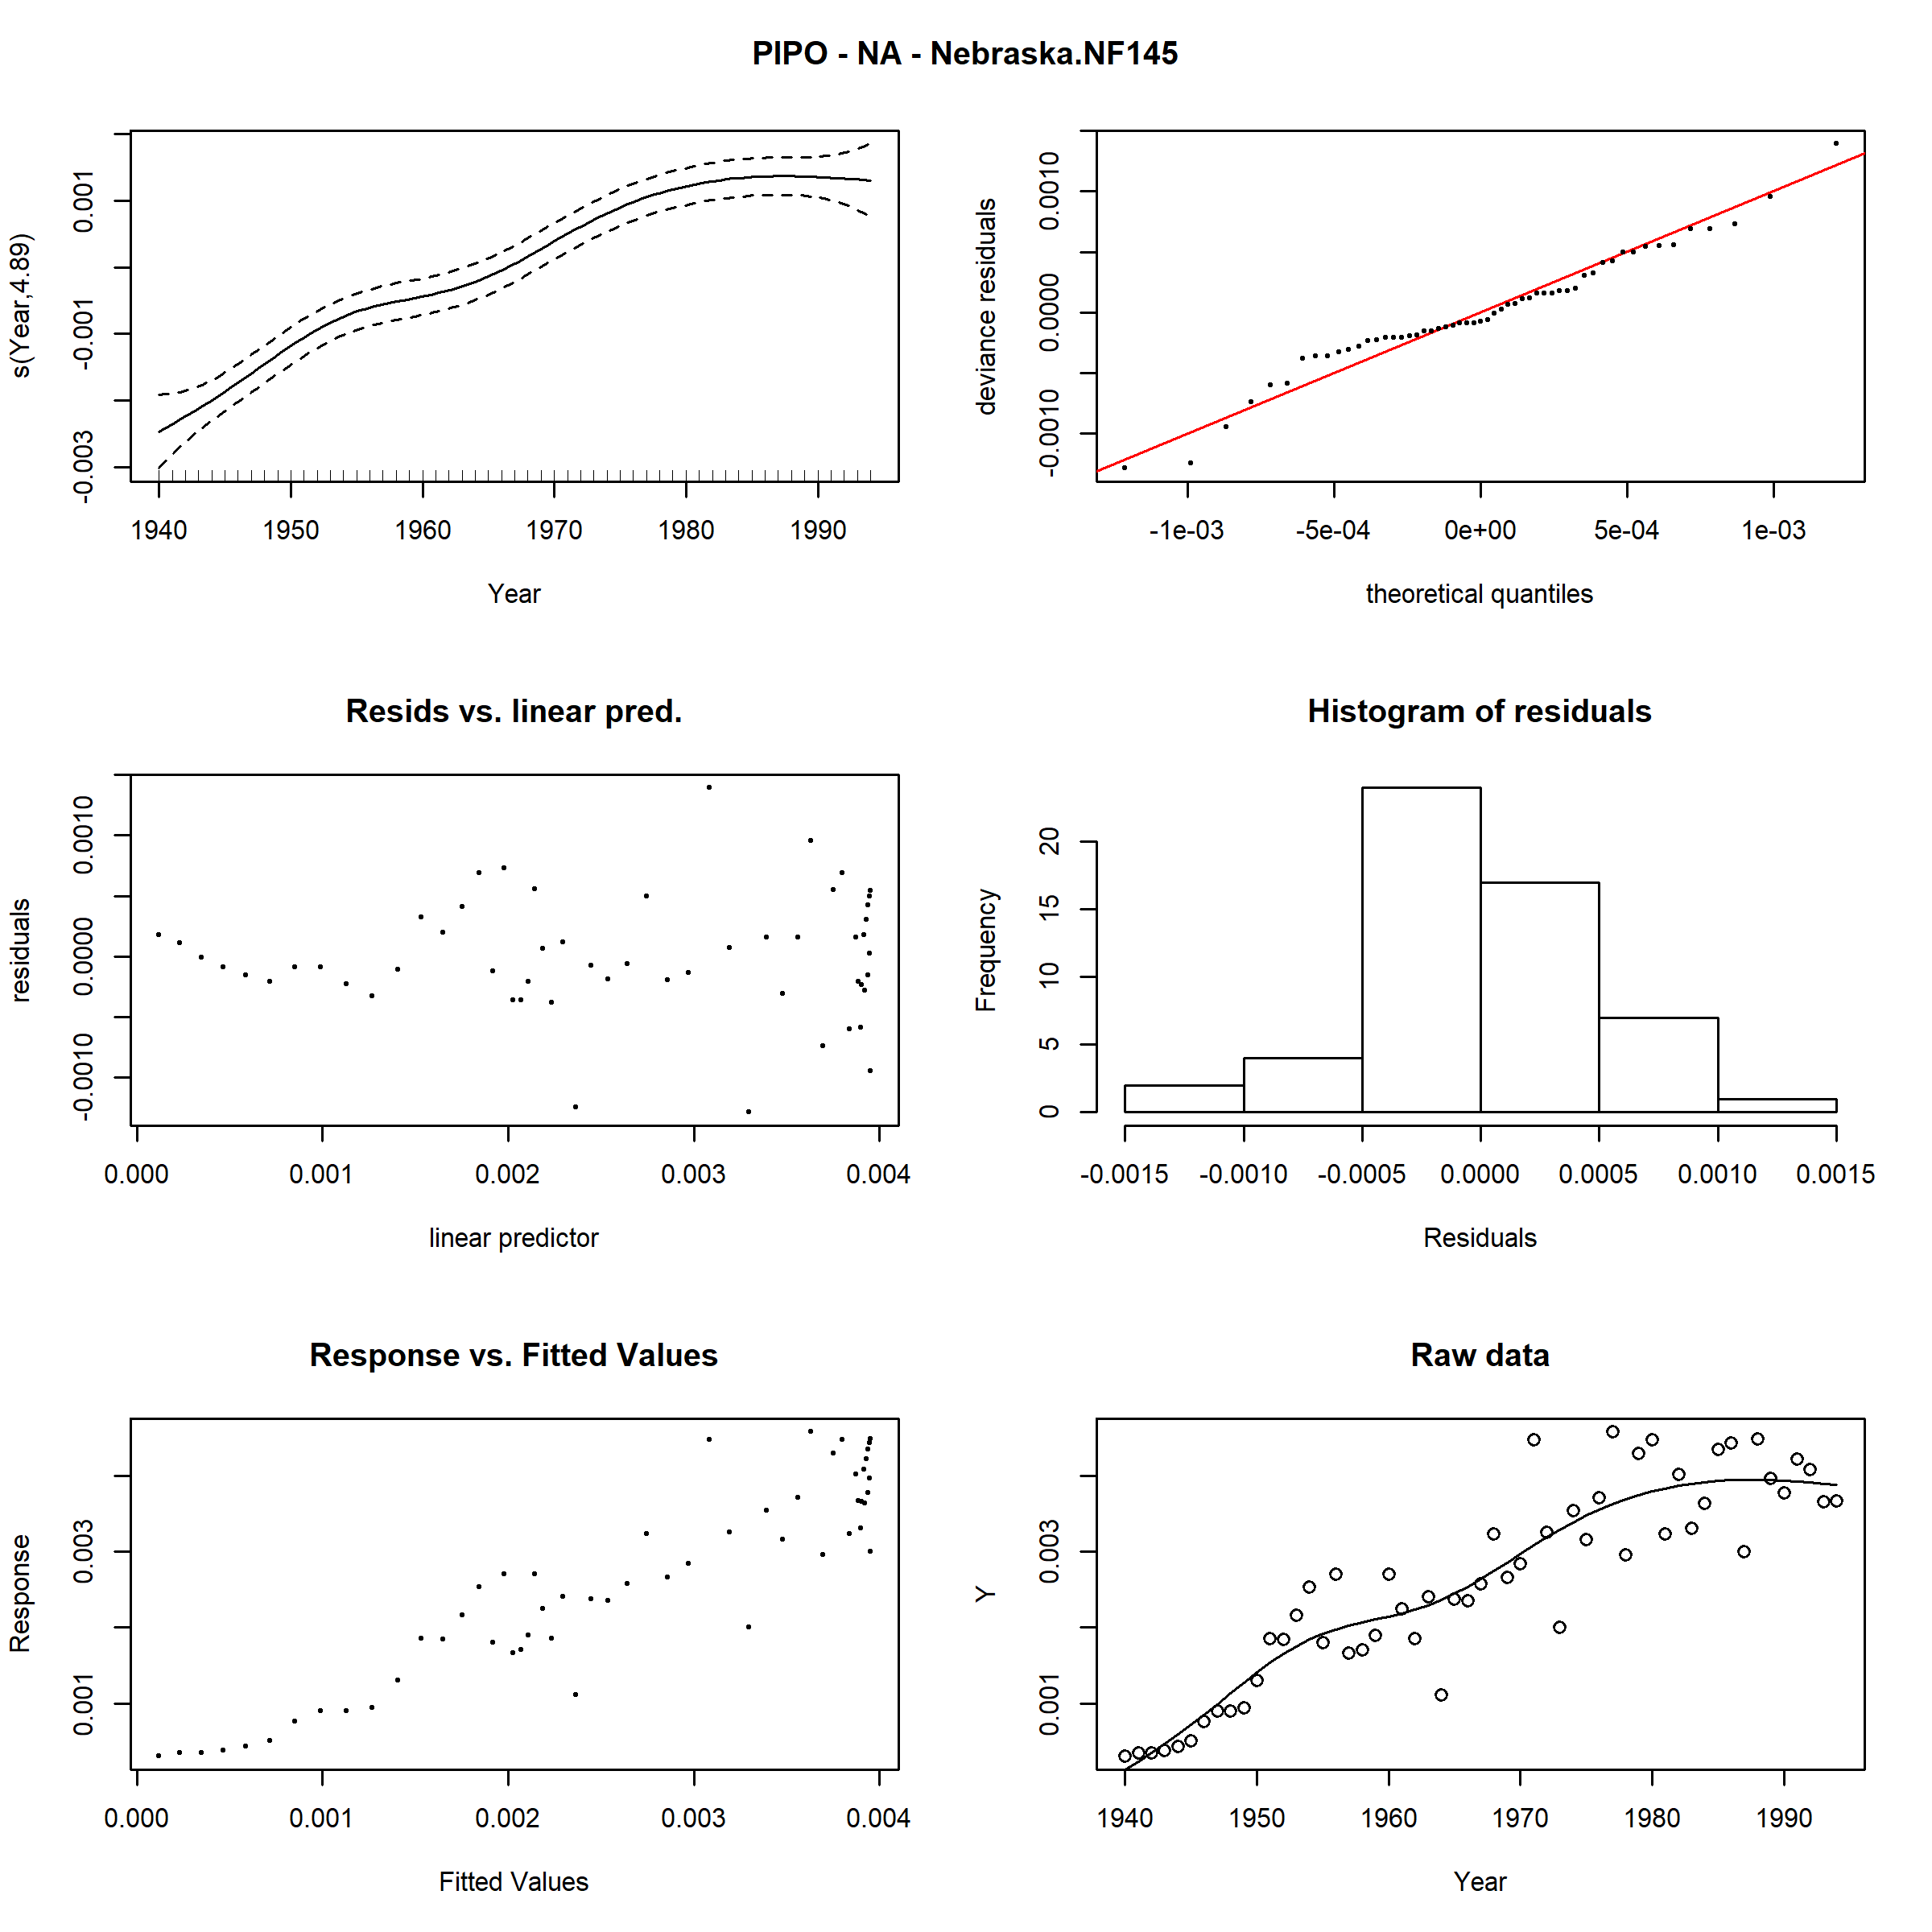 PIPO - NA - Nebraska.NF145
s(Year,4.89)
-0.003 -0.001 0.001
1940 1950 1960 1970 1980 1990
Year
deviance residuals
-0.0010 0.0000 0.0010
-1e-03 -5e-04 0e+00 5e-04 1e-03
theoretical quantiles
Resids vs. linear pred.
residuals
-0.0010 0.0000 0.0010
0.000 0.001 0.002 0.003 0.004
linear predictor
Histogram of residuals
Frequency
0 5 10 15 20
-0.0015 -0.0010 -0.0005 0.0000 0.0005 0.0010 0.0015
Residuals
Response vs. Fitted Values
Response
0.001 0.003
0.000 0.001 0.002 0.003 0.004
Fitted Values
Raw data
Y
0.001 0.003
1940 1950 1960 1970 1980 1990
Year